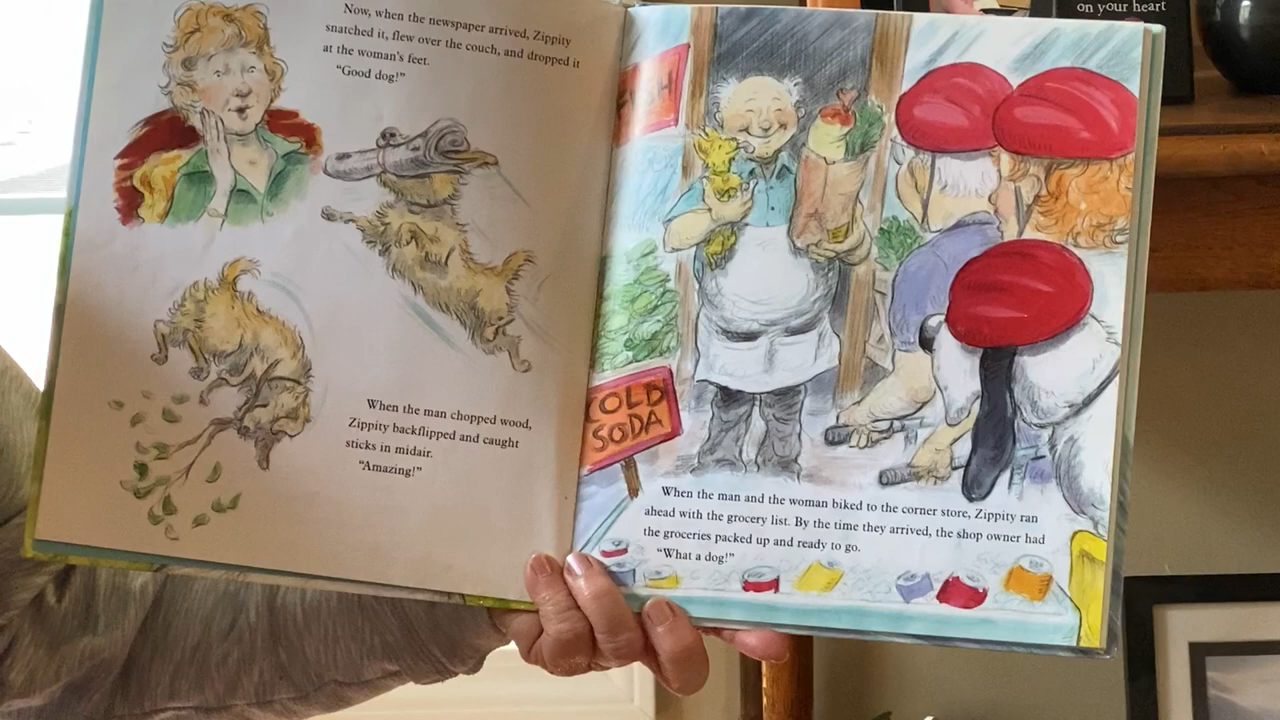 Now, when the newspaper arrived, Zippity
snatched it, flew over the couch, and dropped it
at the woman's feet.
"Good dog!"
When the man chopped wood,
Zippity backflipped and caught
sticks in midair.
"Amazing!"
COLD
SODA
When the man and the woman biked to the corner store, Zippity ran
ahead with the grocery list. By the time they arrived, the shop owner had
the groceries packed up and ready to go.
"What a dog!"
on your heart